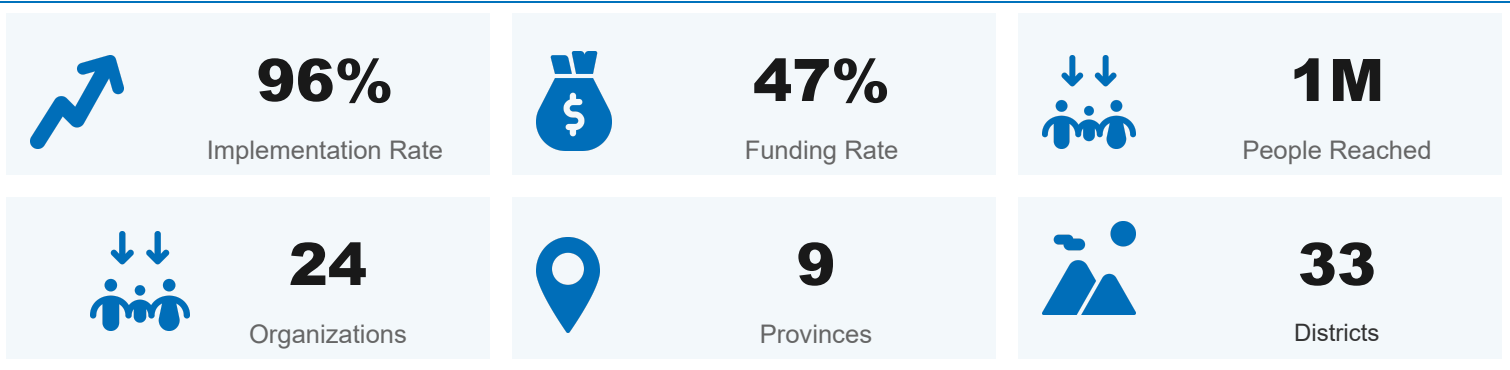 96%
Implementation Rate
$
47%
Funding Rate
1M
People Reached
24
Organizations
9
Provinces
33
Districts